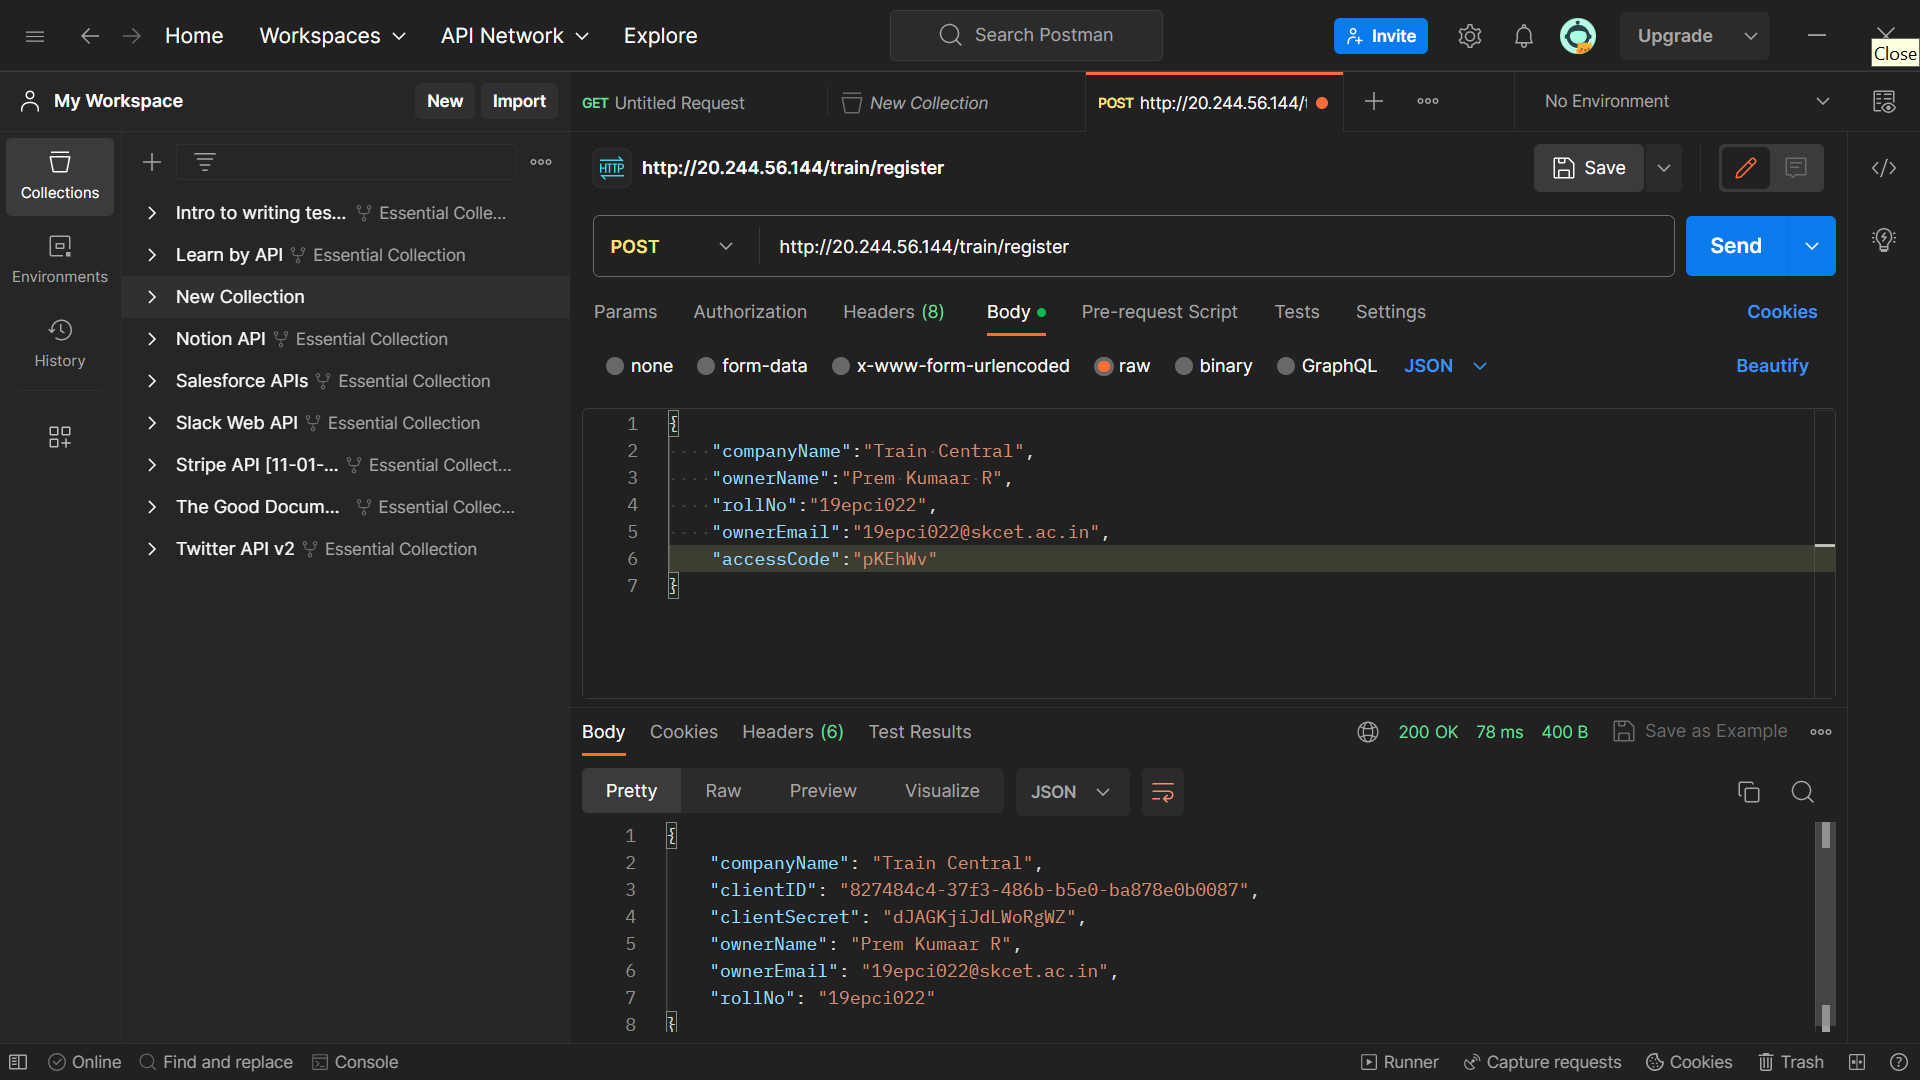 Home Workspaces API Network Explore Search Postman Invite Upgrade
Close
My Workspace New Import GET Untitled Request New Collection POST http://20.244.56.144/t No Environment
Collections
Environments
History
Intro to writing tes... Essential Colle...
Learn by API Essential Collection
New Collection
Notion API Essential Collection
Salesforce APIs Essential Collection
Slack Web API Essential Collection
Stripe API [11-01-... Essential Collect...
The Good Docum... Essential Collec...
Twitter API v2 Essential Collection
HTTP http://20.244.56.144/train/register Save
POST http://20.244.56.144/train/register Send
Params Authorization Headers (8) Body Pre-request Script Tests Settings Cookies
none form-data x-www-form-urlencoded raw binary GraphQL JSON Beautify
1 {
2 "companyName":"Train Central",
3 "ownerName":"Prem Kumaar R",
4 "rollNo":"19epci022",
5 "ownerEmail":"19epci022@skcet.ac.in",
6 "accessCode":"pKEhWv"
7 }
Body Cookies Headers (6) Test Results 200 OK 78 ms 400 B Save as Example
Pretty Raw Preview Visualize JSON
1 {
2 "companyName": "Train Central",
3 "clientID": "827484c4-37f3-486b-b5e0-ba878e0b0087",
4 "clientSecret": "dJAGKjiJdLWoRgWZ",
5 "ownerName": "Prem Kumaar R",
6 "ownerEmail": "19epci022@skcet.ac.in",
7 "rollNo": "19epci022"
8 }
Online Find and replace Console Runner Capture requests Cookies Trash